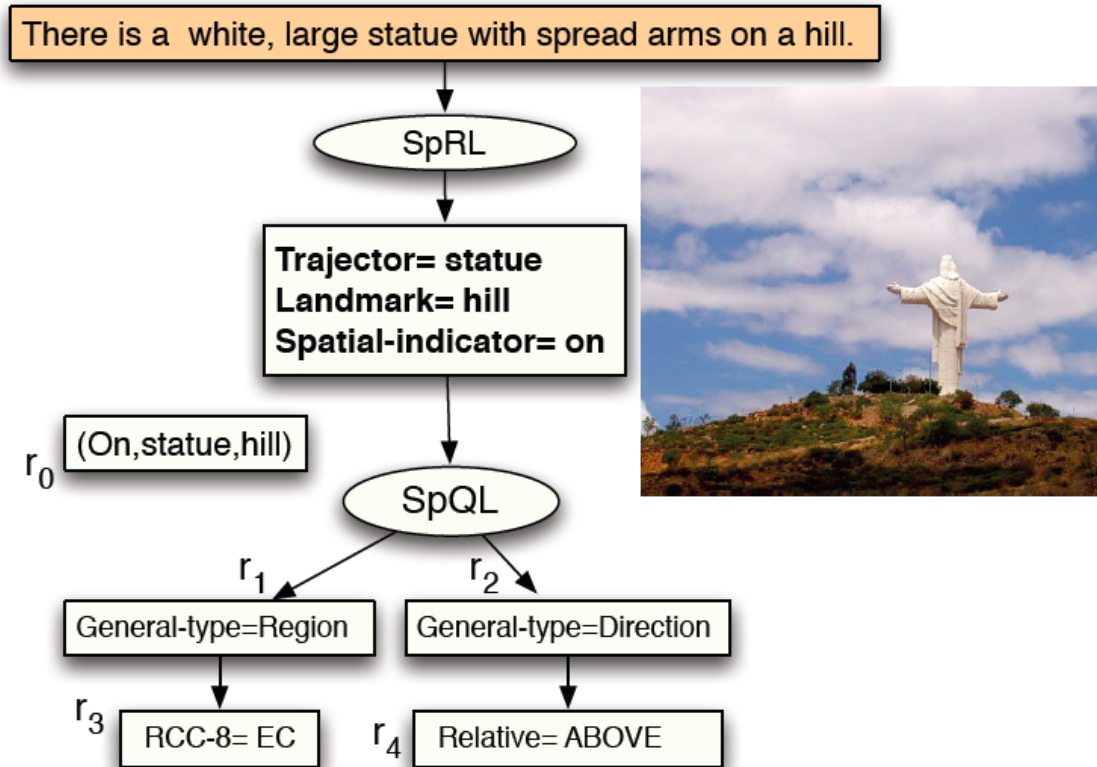 There is a white, large statue with spread arms on a hill.
SpRL
Trajector= statue
Landmark= hill
Spatial-indicator= on
r0 (On,statue,hill)
SpQL
r1 r2
General-type=Region General-type=Direction
r3 RCC-8= EC r4 Relative= ABOVE